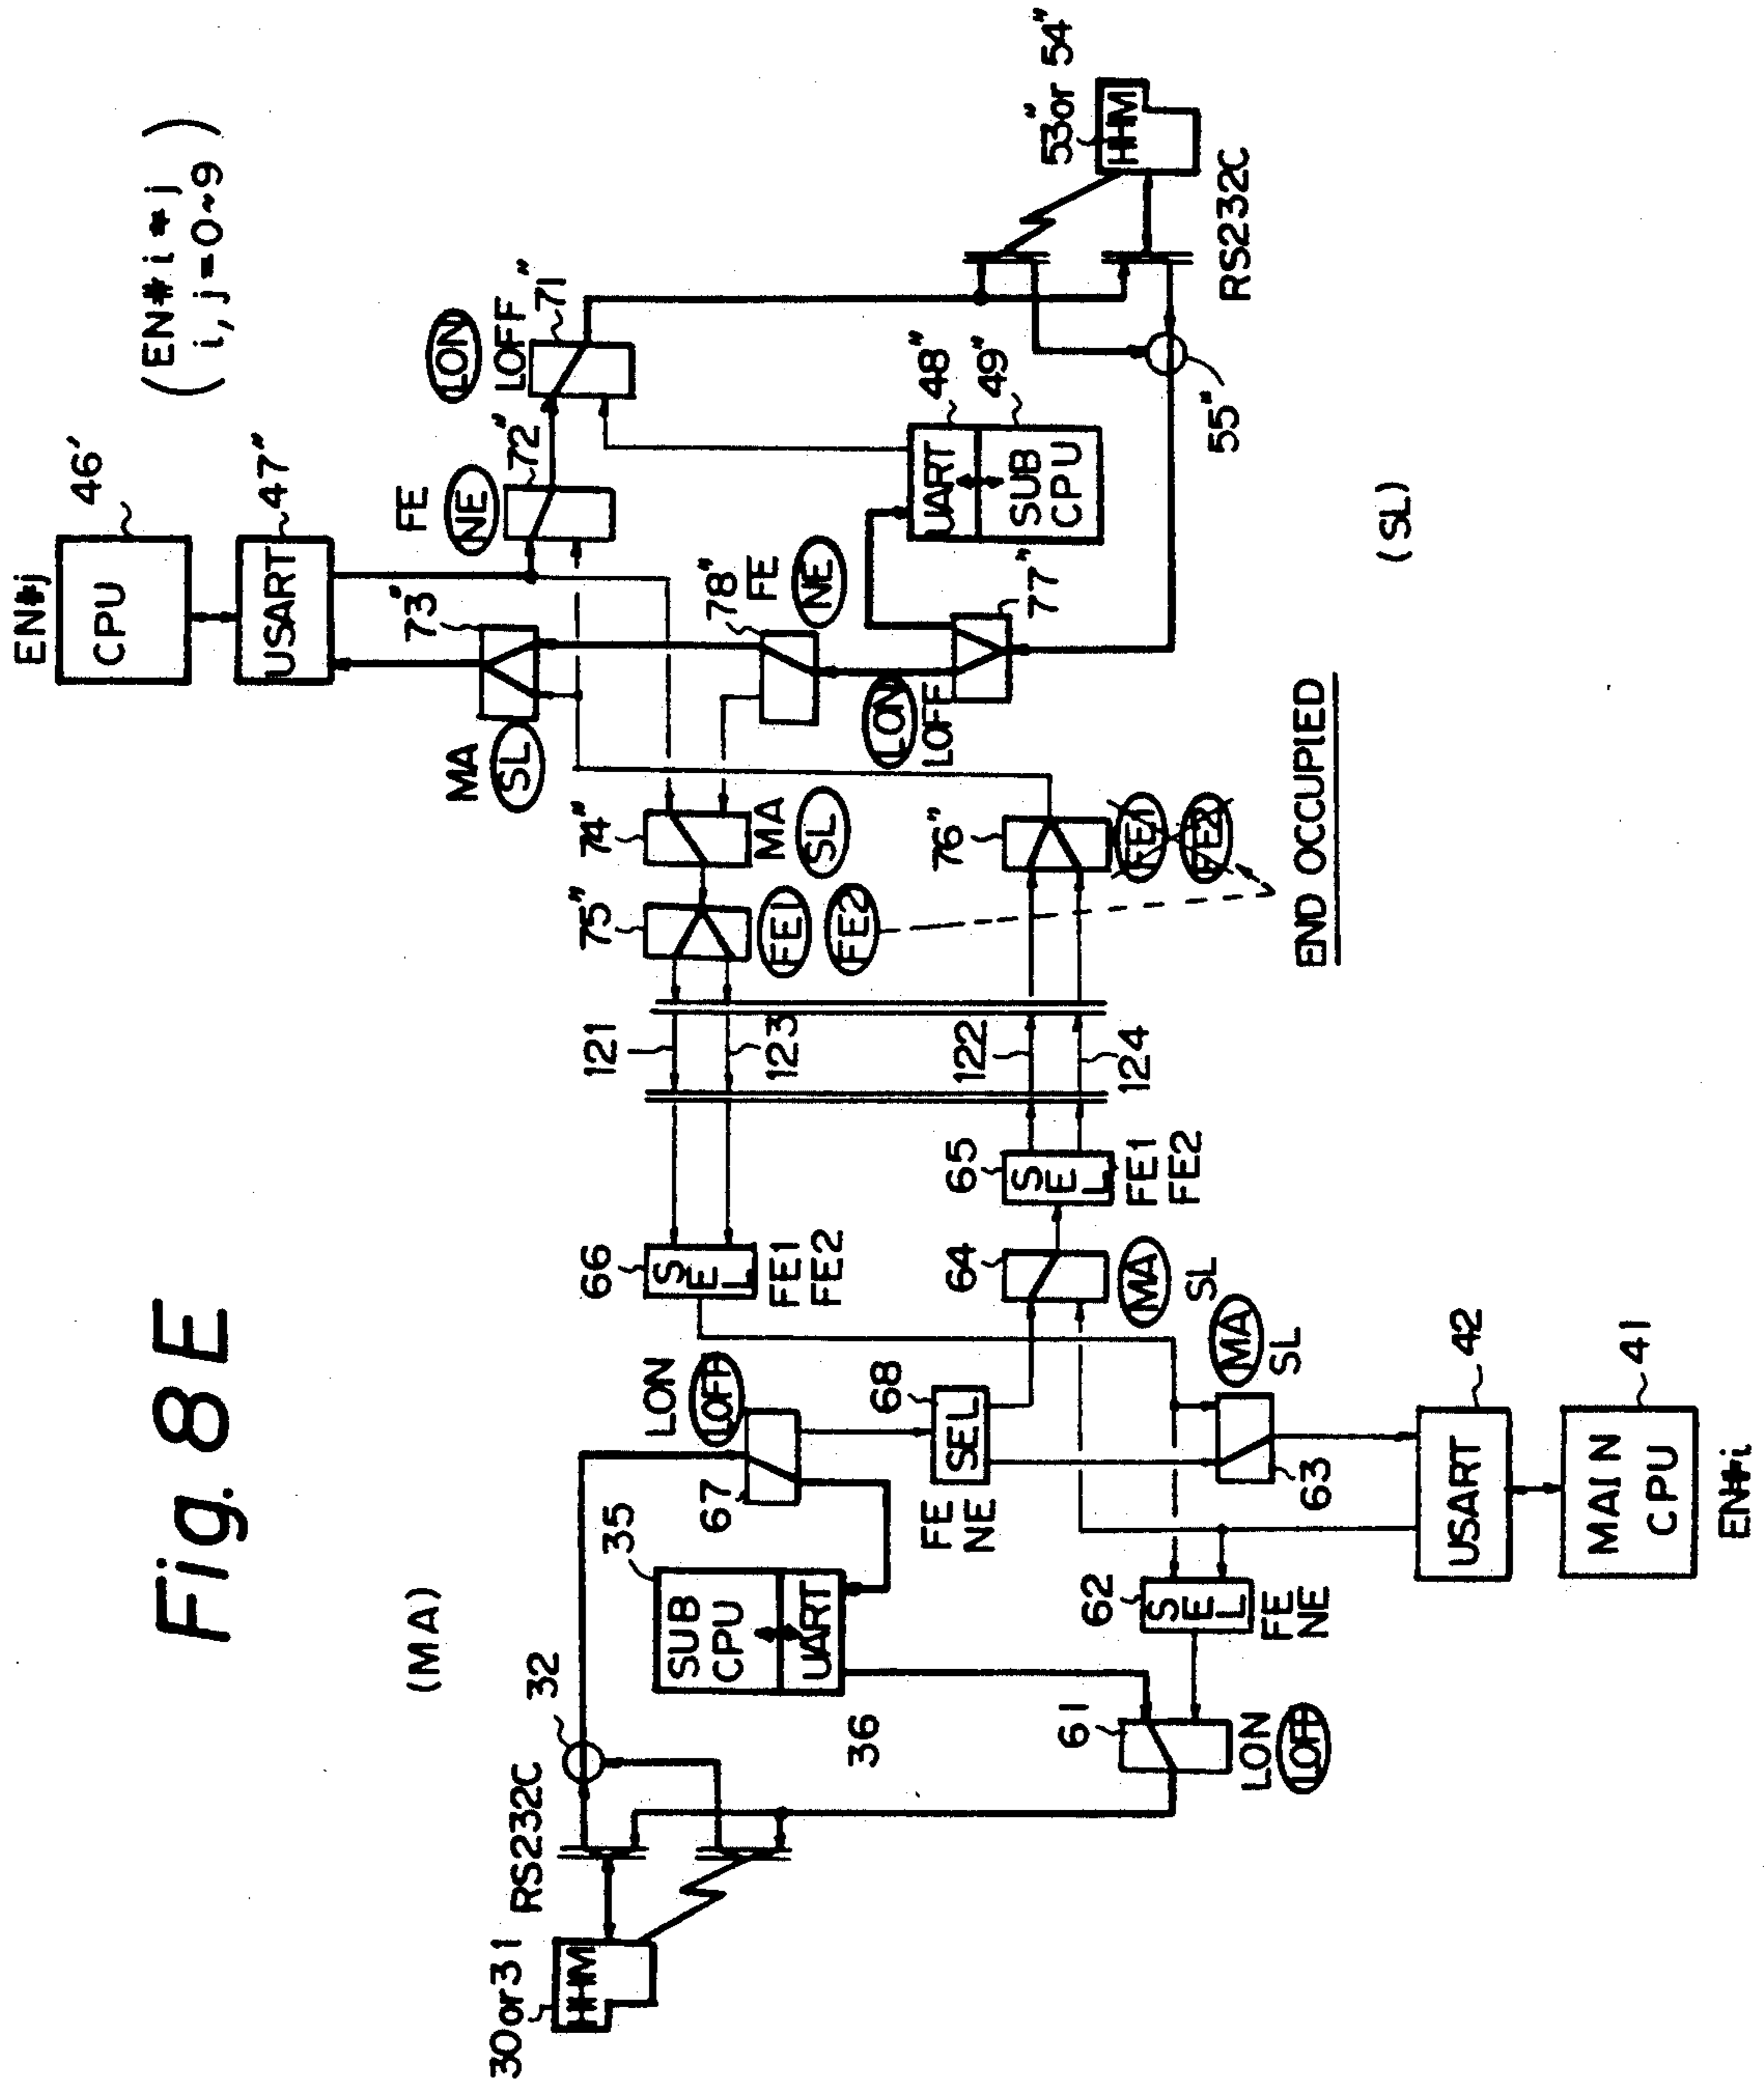 Fig. 8E
(MA)
(SL)
(EN#i*j
i,j=0~9)
30 or 31
HHM
RS232C
32
SUB
CPU
UART
35
36
67
LON
LOFF
61
LON
LOFF
62
SEL
FE
NE
68
SEL
FE
NE
63
MA
SL
64
MA
SL
65
SEL
FE1
FE2
66
SEL
FE1
FE2
USART
42
MAIN
CPU
41
EN#i
121
123
122
124
75"
FE1
FE2
74"
MA
SL
76"
FE1
FE2
END OCCUPIED
73"
MA
SL
EN#j
CPU
46'
USART
47"
72"
FE
NE
71"
LON
LOFF
78"
FE
NE
77"
LON
LOFF
UART
48"
SUB
CPU
49"
55"
RS232C
53" or 54"
HHM